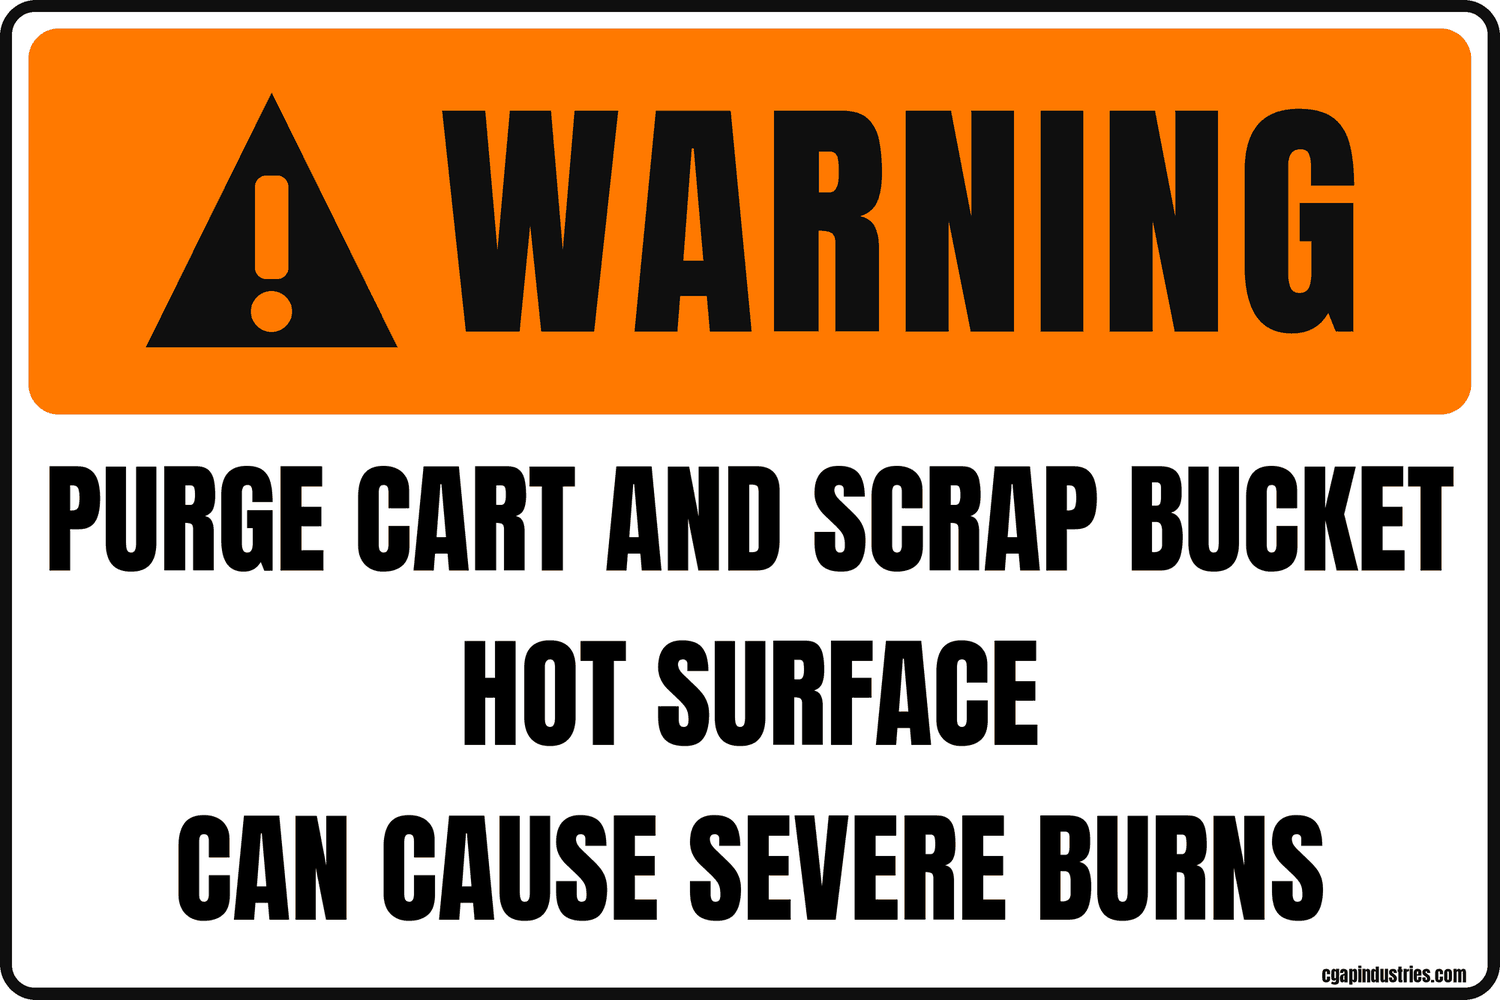 WARNING
PURGE CART AND SCRAP BUCKET
HOT SURFACE
CAN CAUSE SEVERE BURNS
cgapindustries.com